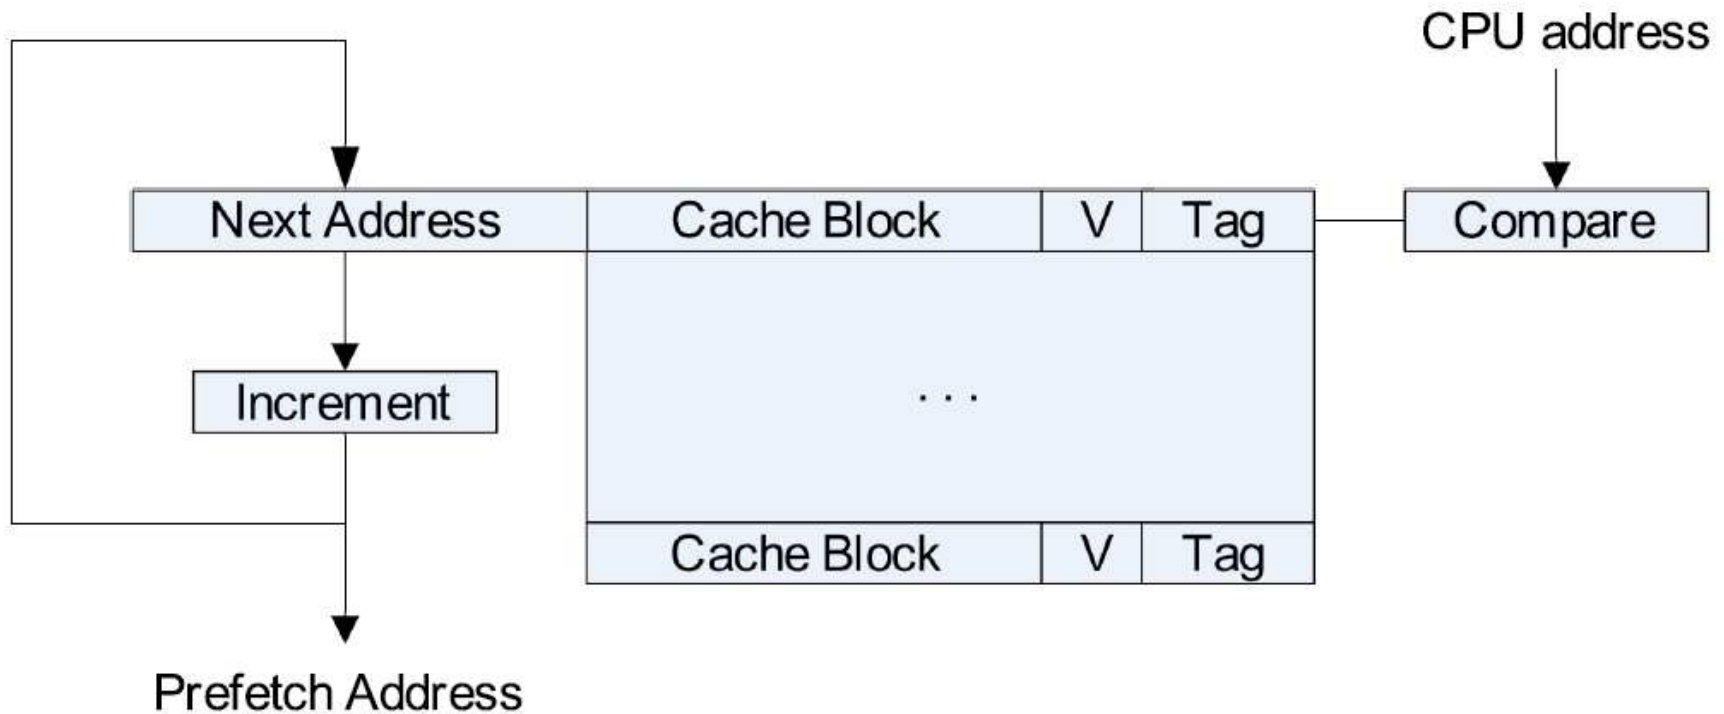 CPU address
Next Address Cache Block V Tag Compare
Increment
. . .
Cache Block V Tag
Prefetch Address